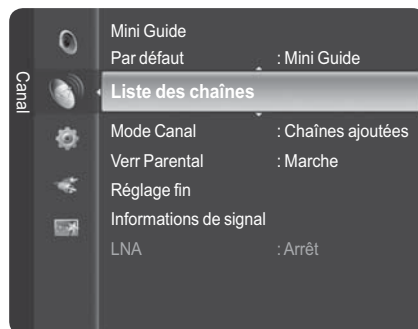 Canal
Mini Guide
Par défaut : Mini Guide
Liste des chaînes
Mode Canal : Chaînes ajoutées
Verr Parental : Marche
Réglage fin
Informations de signal
LNA : Arrêt